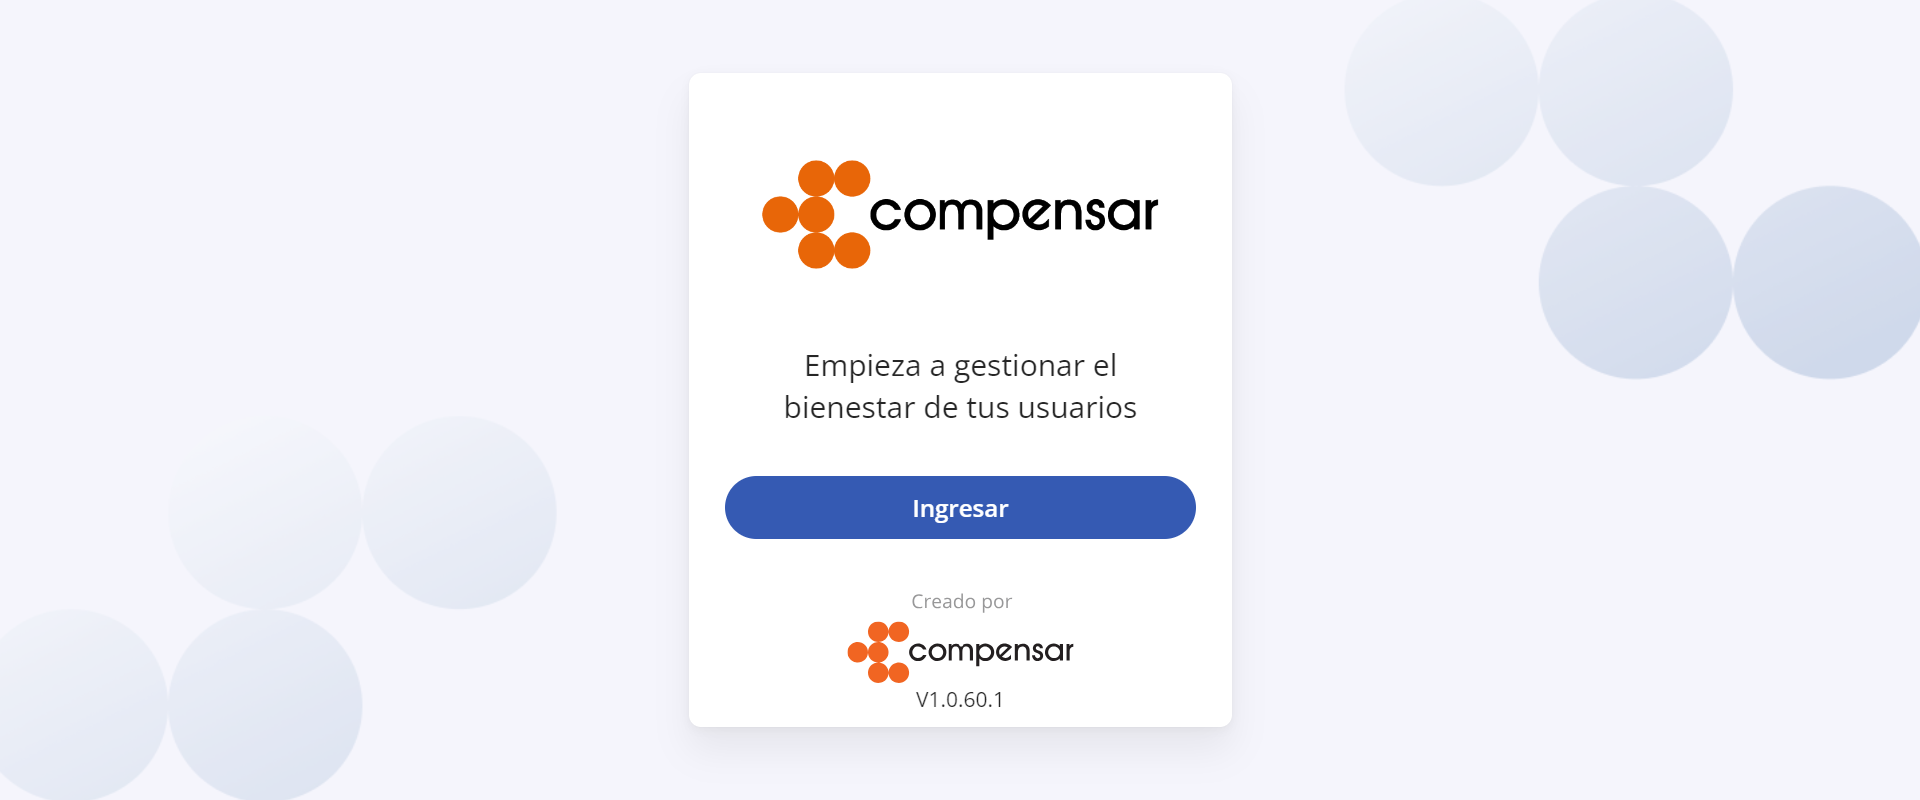 compensar
Empieza a gestionar el
bienestar de tus usuarios
Ingresar
Creado por
compensar
V1.0.60.1